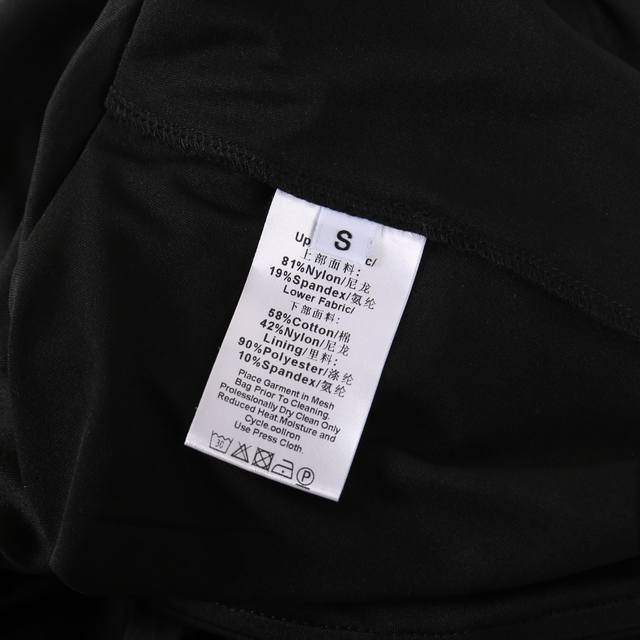 S
上部面料:
81%Nylon/尼龙
19%Spandex/氨纶
Lower Fabric/
下部面料:
58%Cotton/棉
42%Nylon/尼龙
Lining/里料:
90%Polyester/涤纶
10%Spandex/氨纶
Place Garment in Mesh
Bag Prior To Cleaning.
Professionally Dry Clean Only
Reduced Heat Moisture and
Cycle.ooliron
Use Press Cloth.